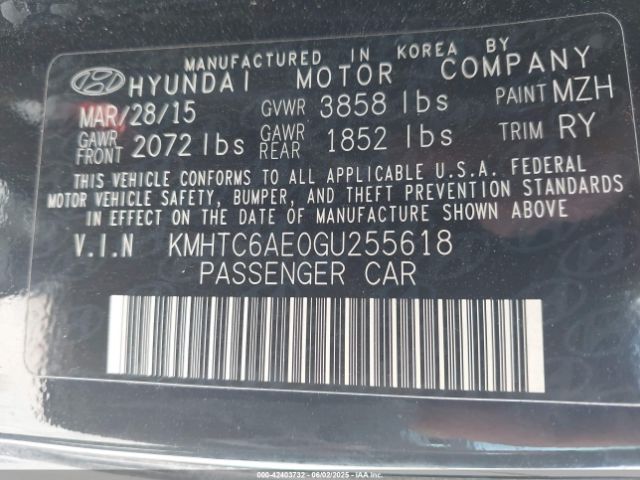 MANUFACTURED IN KOREA BY
HYUNDAI MOTOR COMPANY
MAR/28/15 GVWR 3858 lbs PAINT MZH
GAWR FRONT 2072 lbs GAWR REAR 1852 lbs TRIM RY
THIS VEHICLE CONFORMS TO ALL APPLICABLE U.S.A. FEDERAL
MOTOR VEHICLE SAFETY, BUMPER, AND THEFT PREVENTION STANDARDS
IN EFFECT ON THE DATE OF MANUFACTURE SHOWN ABOVE
V.I.N KMHTC6AE0GU255618
PASSENGER CAR
000-42403732 - 06/02/2025 - IAAI.COM